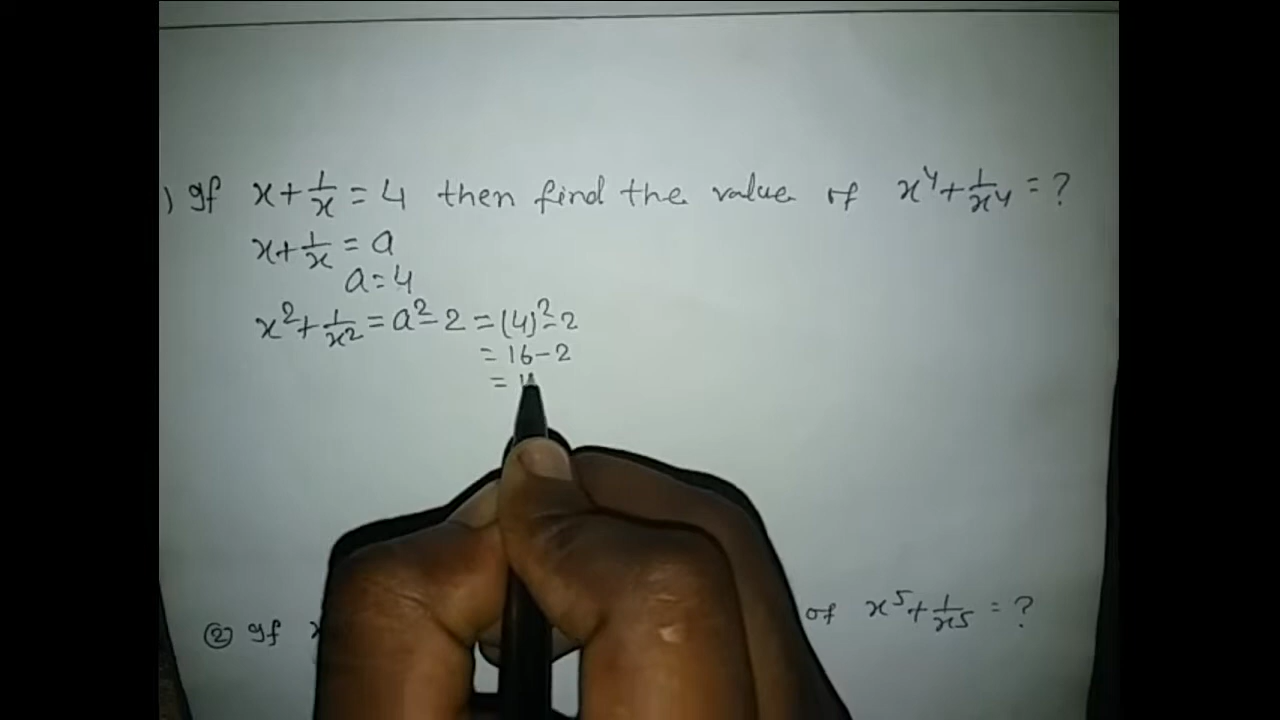 ) If x + 1/x = 4 then find the value of x⁴ + 1/x⁴ = ?
x + 1/x = a
a = 4
x² + 1/x² = a² - 2 = (4)² - 2
= 16 - 2
= 1
② If x of x⁵ + 1/x⁵ = ?